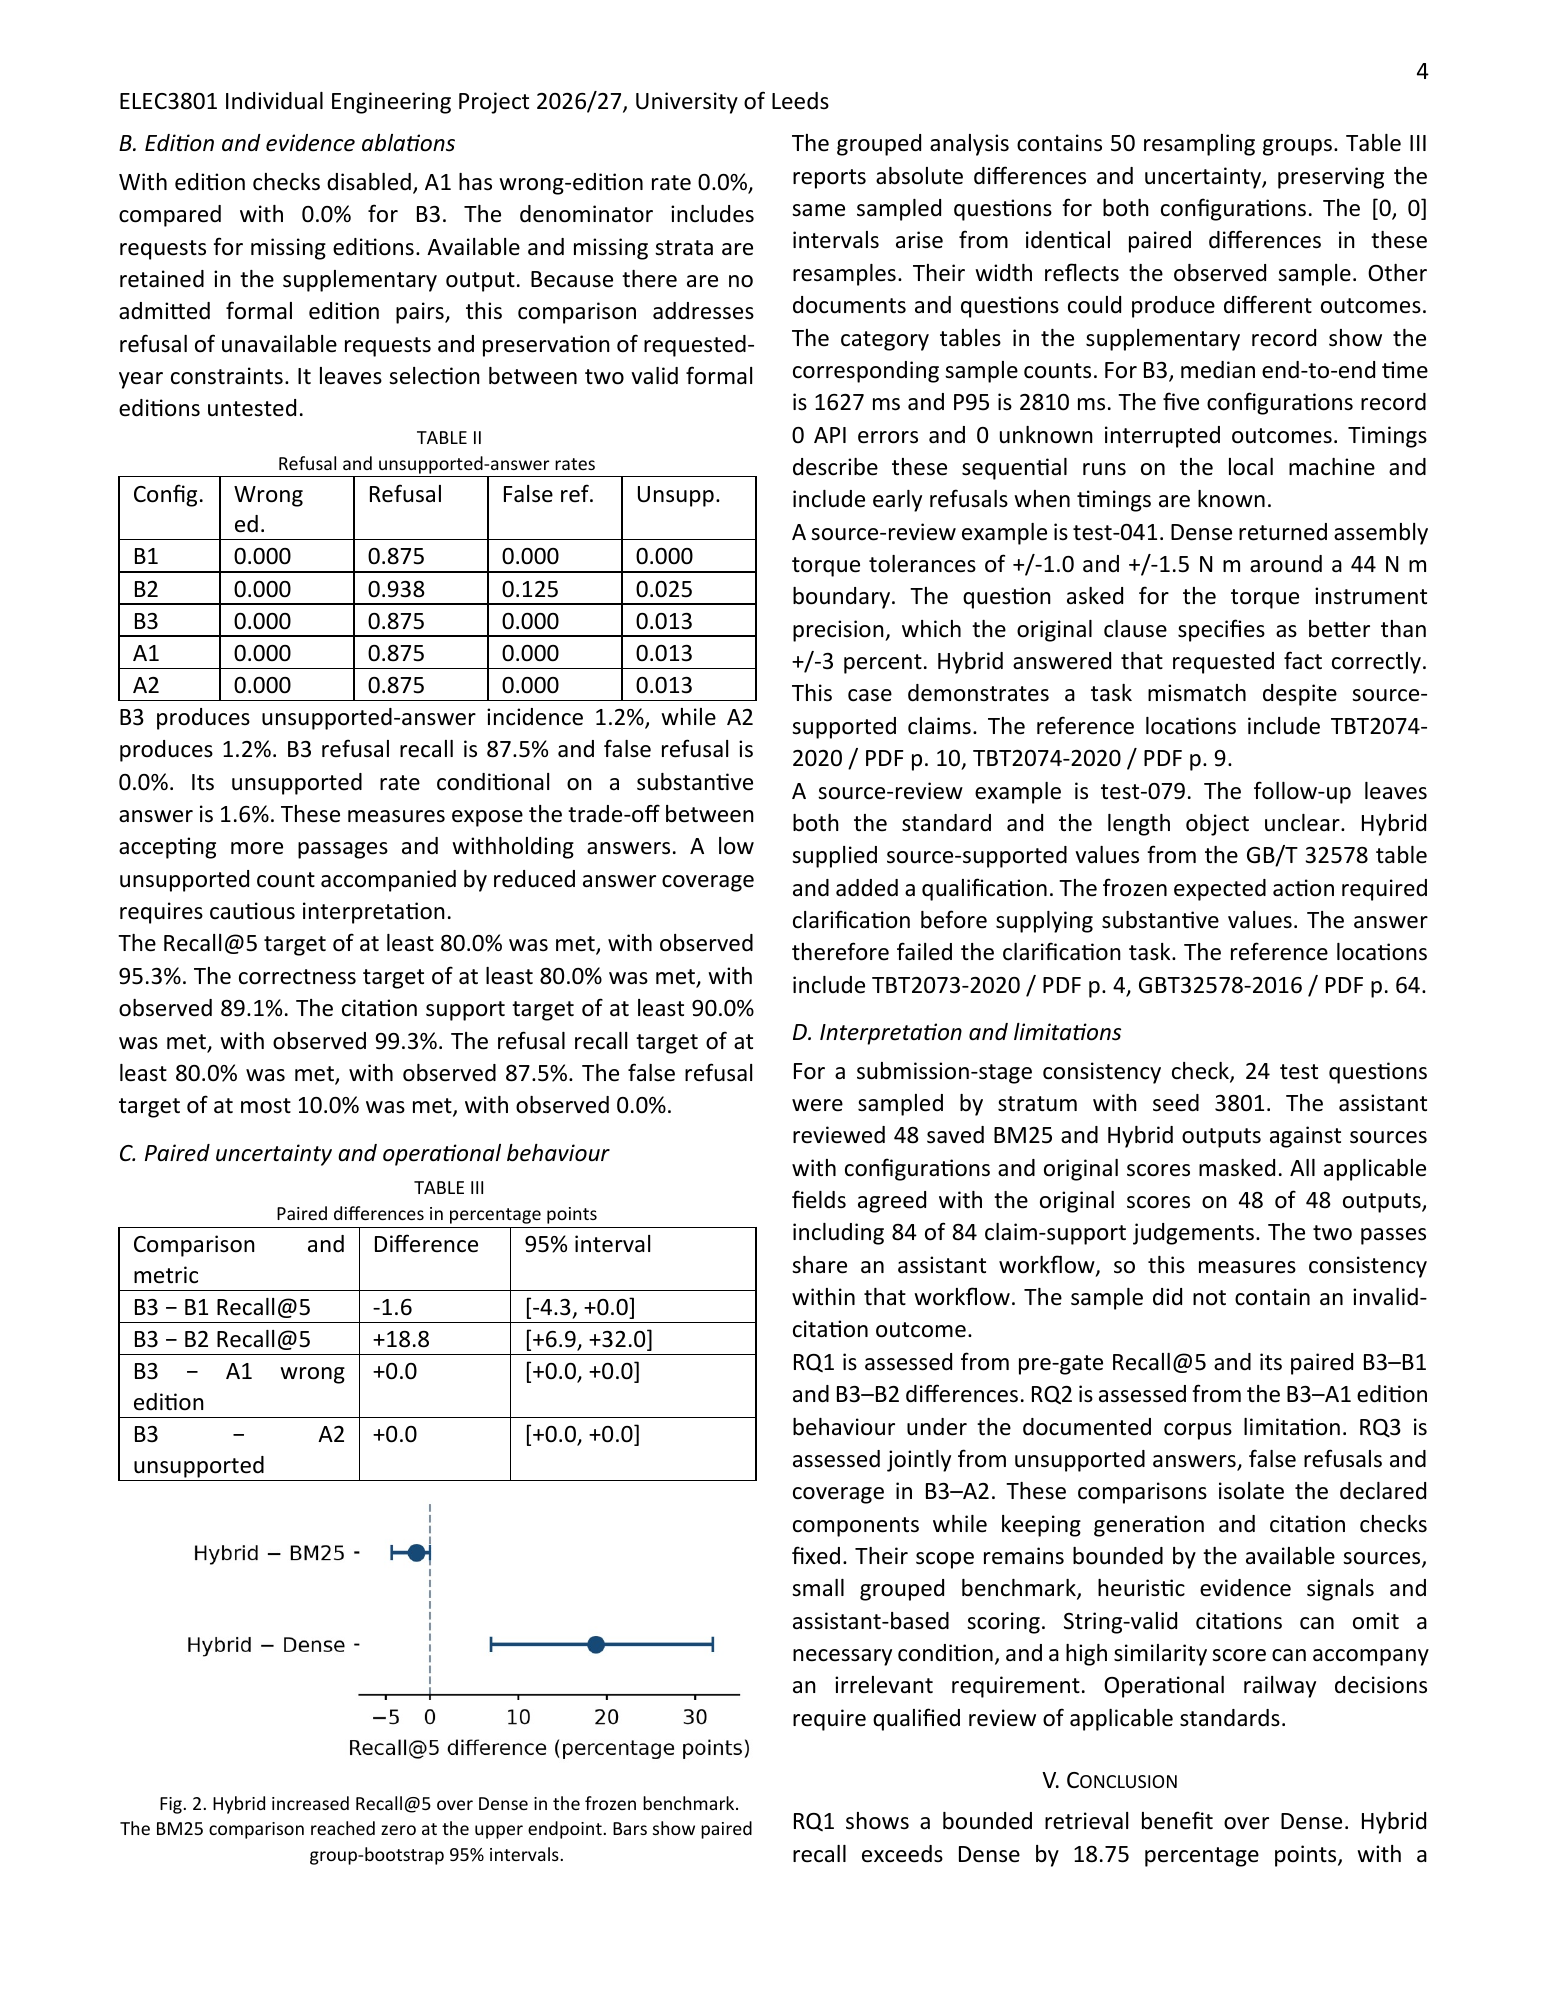 4
ELEC3801 Individual Engineering Project 2026/27, University of Leeds
B. Edition and evidence ablations
With edition checks disabled, A1 has wrong-edition rate 0.0%,
compared with 0.0% for B3. The denominator includes
requests for missing editions. Available and missing strata are
retained in the supplementary output. Because there are no
admitted formal edition pairs, this comparison addresses
refusal of unavailable requests and preservation of requested-
year constraints. It leaves selection between two valid formal
editions untested.
TABLE II
Refusal and unsupported-answer rates
Config. Wrong ed. Refusal False ref. Unsupp.
B1 0.000 0.875 0.000 0.000
B2 0.000 0.938 0.125 0.025
B3 0.000 0.875 0.000 0.013
A1 0.000 0.875 0.000 0.013
A2 0.000 0.875 0.000 0.013
B3 produces unsupported-answer incidence 1.2%, while A2
produces 1.2%. B3 refusal recall is 87.5% and false refusal is
0.0%. Its unsupported rate conditional on a substantive
answer is 1.6%. These measures expose the trade-off between
accepting more passages and withholding answers. A low
unsupported count accompanied by reduced answer coverage
requires cautious interpretation.
The Recall@5 target of at least 80.0% was met, with observed
95.3%. The correctness target of at least 80.0% was met, with
observed 89.1%. The citation support target of at least 90.0%
was met, with observed 99.3%. The refusal recall target of at
least 80.0% was met, with observed 87.5%. The false refusal
target of at most 10.0% was met, with observed 0.0%.
C. Paired uncertainty and operational behaviour
TABLE III
Paired differences in percentage points
Comparison and metric Difference 95% interval
B3 − B1 Recall@5 -1.6 [-4.3, +0.0]
B3 − B2 Recall@5 +18.8 [+6.9, +32.0]
B3 − A1 wrong edition +0.0 [+0.0, +0.0]
B3 − A2 unsupported +0.0 [+0.0, +0.0]
Hybrid − BM25
Hybrid − Dense
−5 0 10 20 30
Recall@5 difference (percentage points)
Fig. 2. Hybrid increased Recall@5 over Dense in the frozen benchmark.
The BM25 comparison reached zero at the upper endpoint. Bars show paired
group-bootstrap 95% intervals.
The grouped analysis contains 50 resampling groups. Table III
reports absolute differences and uncertainty, preserving the
same sampled questions for both configurations. The [0, 0]
intervals arise from identical paired differences in these
resamples. Their width reflects the observed sample. Other
documents and questions could produce different outcomes.
The category tables in the supplementary record show the
corresponding sample counts. For B3, median end-to-end time
is 1627 ms and P95 is 2810 ms. The five configurations record
0 API errors and 0 unknown interrupted outcomes. Timings
describe these sequential runs on the local machine and
include early refusals when timings are known.
A source-review example is test-041. Dense returned assembly
torque tolerances of +/-1.0 and +/-1.5 N m around a 44 N m
boundary. The question asked for the torque instrument
precision, which the original clause specifies as better than
+/-3 percent. Hybrid answered that requested fact correctly.
This case demonstrates a task mismatch despite source-
supported claims. The reference locations include TBT2074-
2020 / PDF p. 10, TBT2074-2020 / PDF p. 9.
A source-review example is test-079. The follow-up leaves
both the standard and the length object unclear. Hybrid
supplied source-supported values from the GB/T 32578 table
and added a qualification. The frozen expected action required
clarification before supplying substantive values. The answer
therefore failed the clarification task. The reference locations
include TBT2073-2020 / PDF p. 4, GBT32578-2016 / PDF p. 64.
D. Interpretation and limitations
For a submission-stage consistency check, 24 test questions
were sampled by stratum with seed 3801. The assistant
reviewed 48 saved BM25 and Hybrid outputs against sources
with configurations and original scores masked. All applicable
fields agreed with the original scores on 48 of 48 outputs,
including 84 of 84 claim-support judgements. The two passes
share an assistant workflow, so this measures consistency
within that workflow. The sample did not contain an invalid-
citation outcome.
RQ1 is assessed from pre-gate Recall@5 and its paired B3–B1
and B3–B2 differences. RQ2 is assessed from the B3–A1 edition
behaviour under the documented corpus limitation. RQ3 is
assessed jointly from unsupported answers, false refusals and
coverage in B3–A2. These comparisons isolate the declared
components while keeping generation and citation checks
fixed. Their scope remains bounded by the available sources,
small grouped benchmark, heuristic evidence signals and
assistant-based scoring. String-valid citations can omit a
necessary condition, and a high similarity score can accompany
an irrelevant requirement. Operational railway decisions
require qualified review of applicable standards.
V. CONCLUSION
RQ1 shows a bounded retrieval benefit over Dense. Hybrid
recall exceeds Dense by 18.75 percentage points, with a